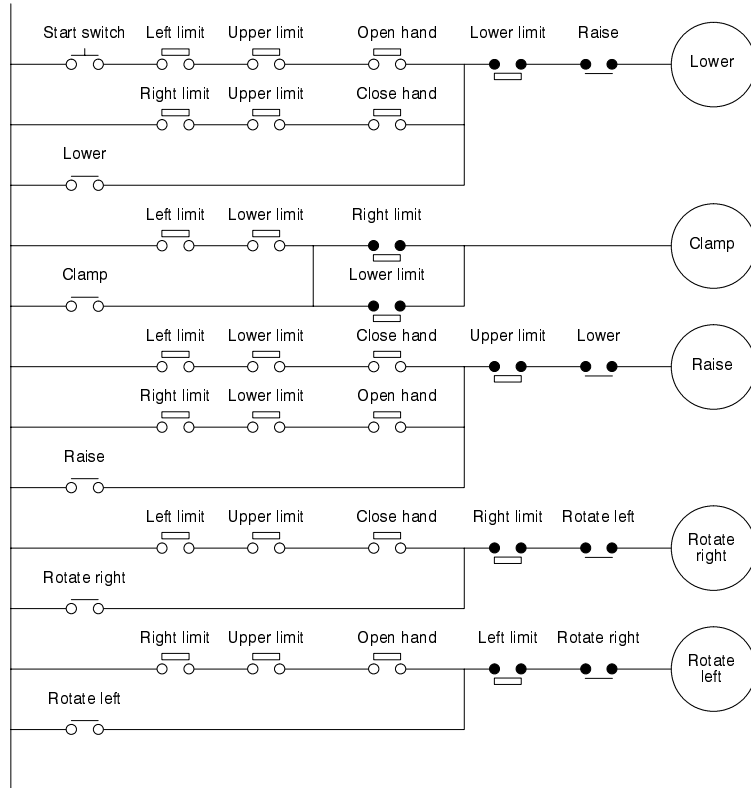 Start switch Left limit Upper limit Open hand Lower limit Raise
Lower
Right limit Upper limit Close hand
Lower
Left limit Lower limit Right limit
Clamp
Clamp Lower limit
Left limit Lower limit Close hand Upper limit Lower
Raise
Right limit Lower limit Open hand
Raise
Left limit Upper limit Close hand Right limit Rotate left
Rotate
right
Rotate right
Right limit Upper limit Open hand Left limit Rotate right
Rotate
left
Rotate left